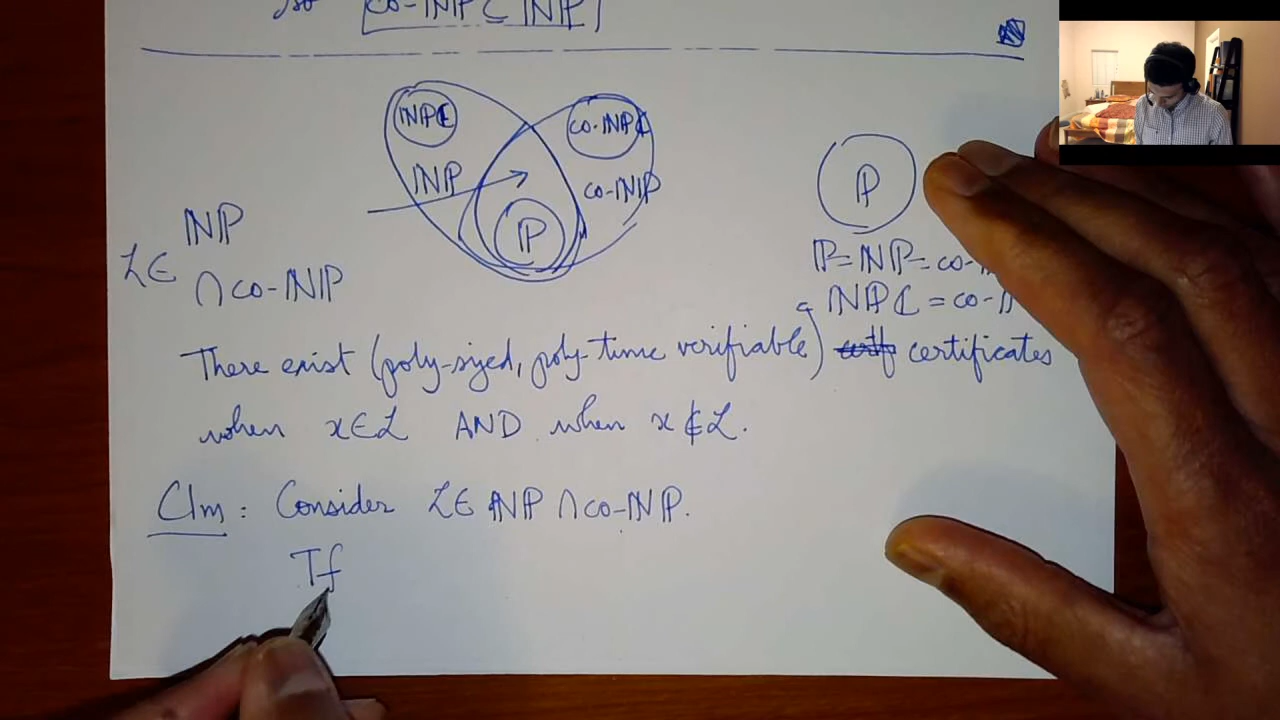 co-NP ⊂ NP
NPC
co-NPC
NP
co-NP
P
P
NP
L ∈
∩ co-NP
P = NP = co-
NPC = co-
There exist (poly-sized, poly-time verifiable) certificates
when x ∈ L AND when x ∉ L.
Clm : Consider L ∈ NP ∩ co-NP.
If